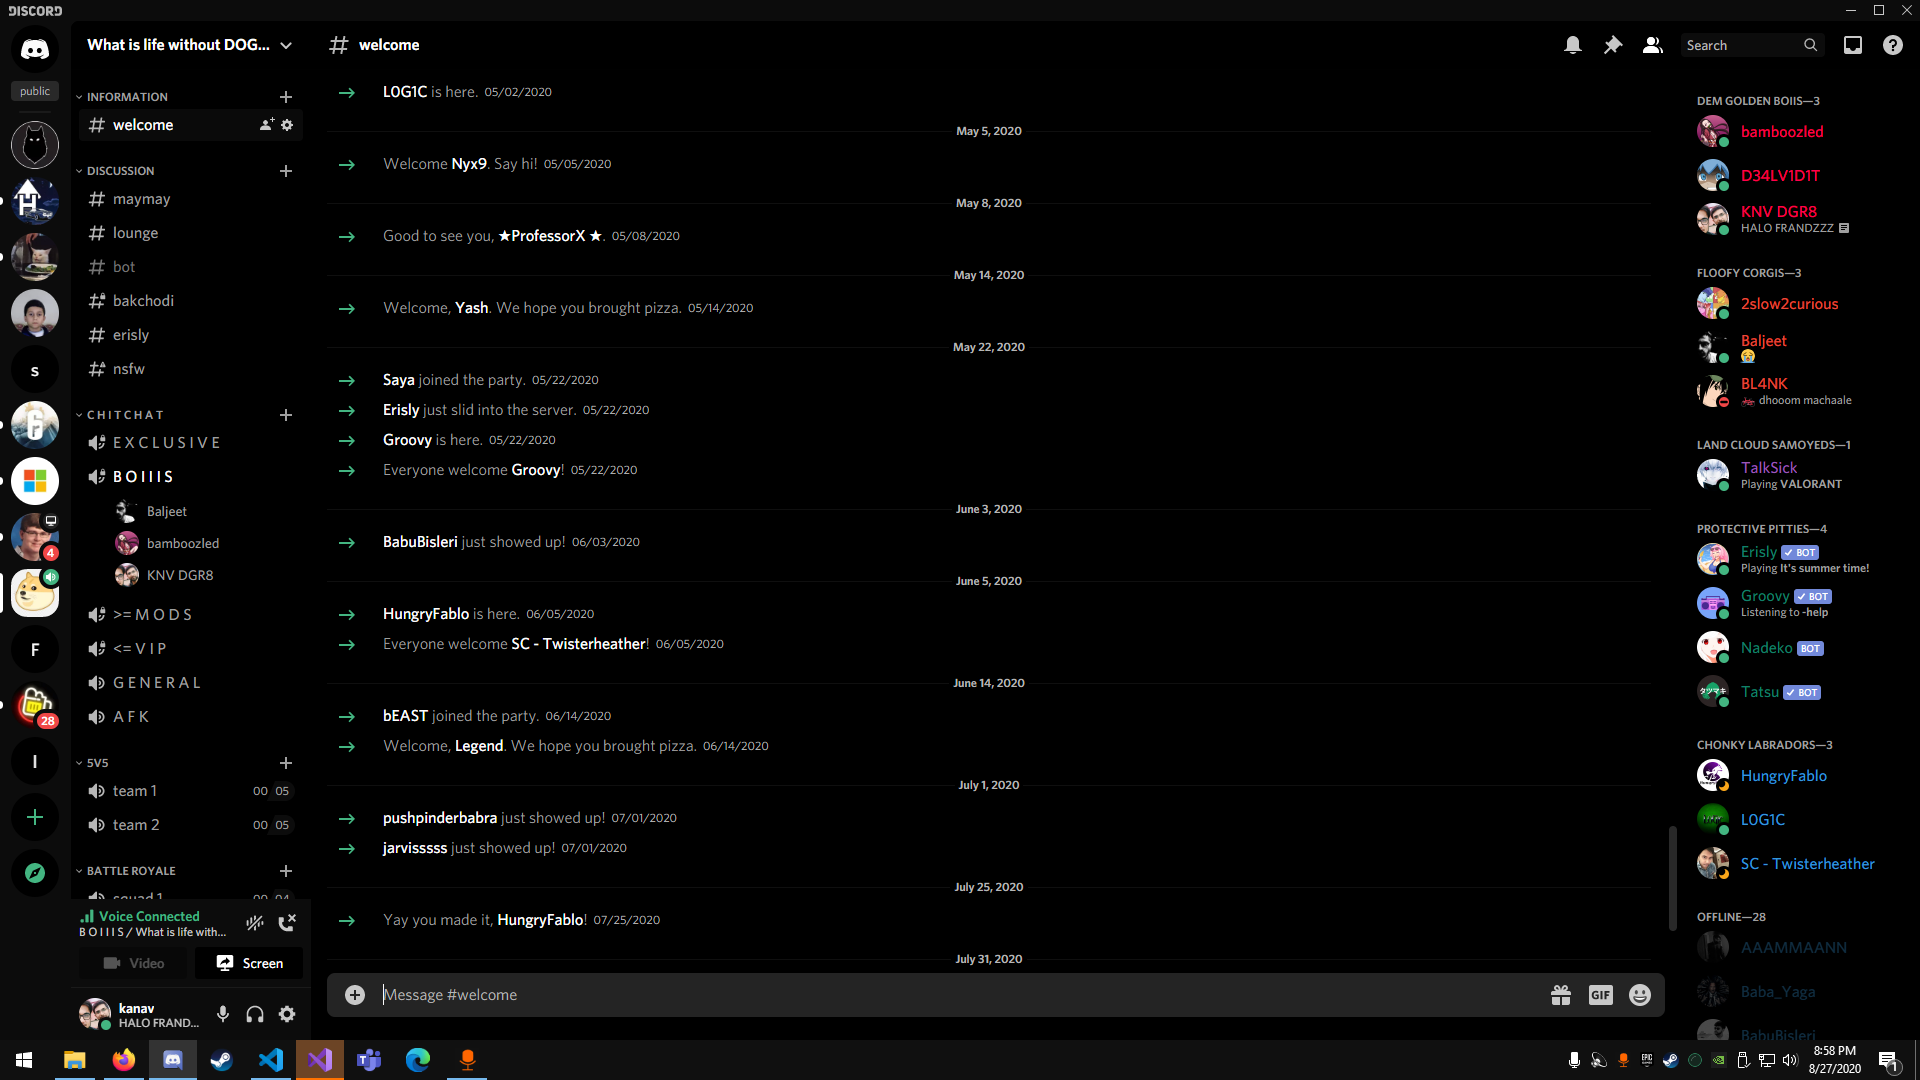 DISCORD
public
S
4
F
28
I
What is life without DOG...
INFORMATION
welcome
DISCUSSION
maymay
lounge
bot
bakchodi
erisly
nsfw
C H I T C H A T
E X C L U S I V E
B O I I I S
Baljeet
bamboozled
KNV DGR8
>= M O D S
<= V I P
G E N E R A L
A F K
5V5
team 1 00 05
team 2 00 05
BATTLE ROYALE
squad 1 00 04
Voice Connected
B O I I I S / What is life with...
Video Screen
kanav
HALO FRAND...
welcome
Search
L0G1C is here. 05/02/2020
May 5, 2020
Welcome Nyx9. Say hi! 05/05/2020
May 8, 2020
Good to see you, ★ProfessorX ★. 05/08/2020
May 14, 2020
Welcome, Yash. We hope you brought pizza. 05/14/2020
May 22, 2020
Saya joined the party. 05/22/2020
Erisly just slid into the server. 05/22/2020
Groovy is here. 05/22/2020
Everyone welcome Groovy! 05/22/2020
June 3, 2020
BabuBisleri just showed up! 06/03/2020
June 5, 2020
HungryFablo is here. 06/05/2020
Everyone welcome SC - Twisterheather! 06/05/2020
June 14, 2020
bEAST joined the party. 06/14/2020
Welcome, Legend. We hope you brought pizza. 06/14/2020
July 1, 2020
pushpinderbabra just showed up! 07/01/2020
jarvisssss just showed up! 07/01/2020
July 25, 2020
Yay you made it, HungryFablo! 07/25/2020
July 31, 2020
Message #welcome
GIF
DEM GOLDEN BOIIS—3
bamboozled
D34LV1D1T
KNV DGR8
HALO FRANDZZZ
FLOOFY CORGIS—3
2slow2curious
Baljeet
😭
BL4NK
dhooom machaale
LAND CLOUD SAMOYEDS—1
TalkSick
Playing VALORANT
PROTECTIVE PITTIES—4
Erisly ✓ BOT
Playing It's summer time!
Groovy ✓ BOT
Listening to -help
Nadeko BOT
Tatsu ✓ BOT
CHONKY LABRADORS—3
HungryFablo
L0G1C
SC - Twisterheather
OFFLINE—28
AAAMMAANN
Baba_Yaga
BabuBisleri
8:58 PM
8/27/2020
1